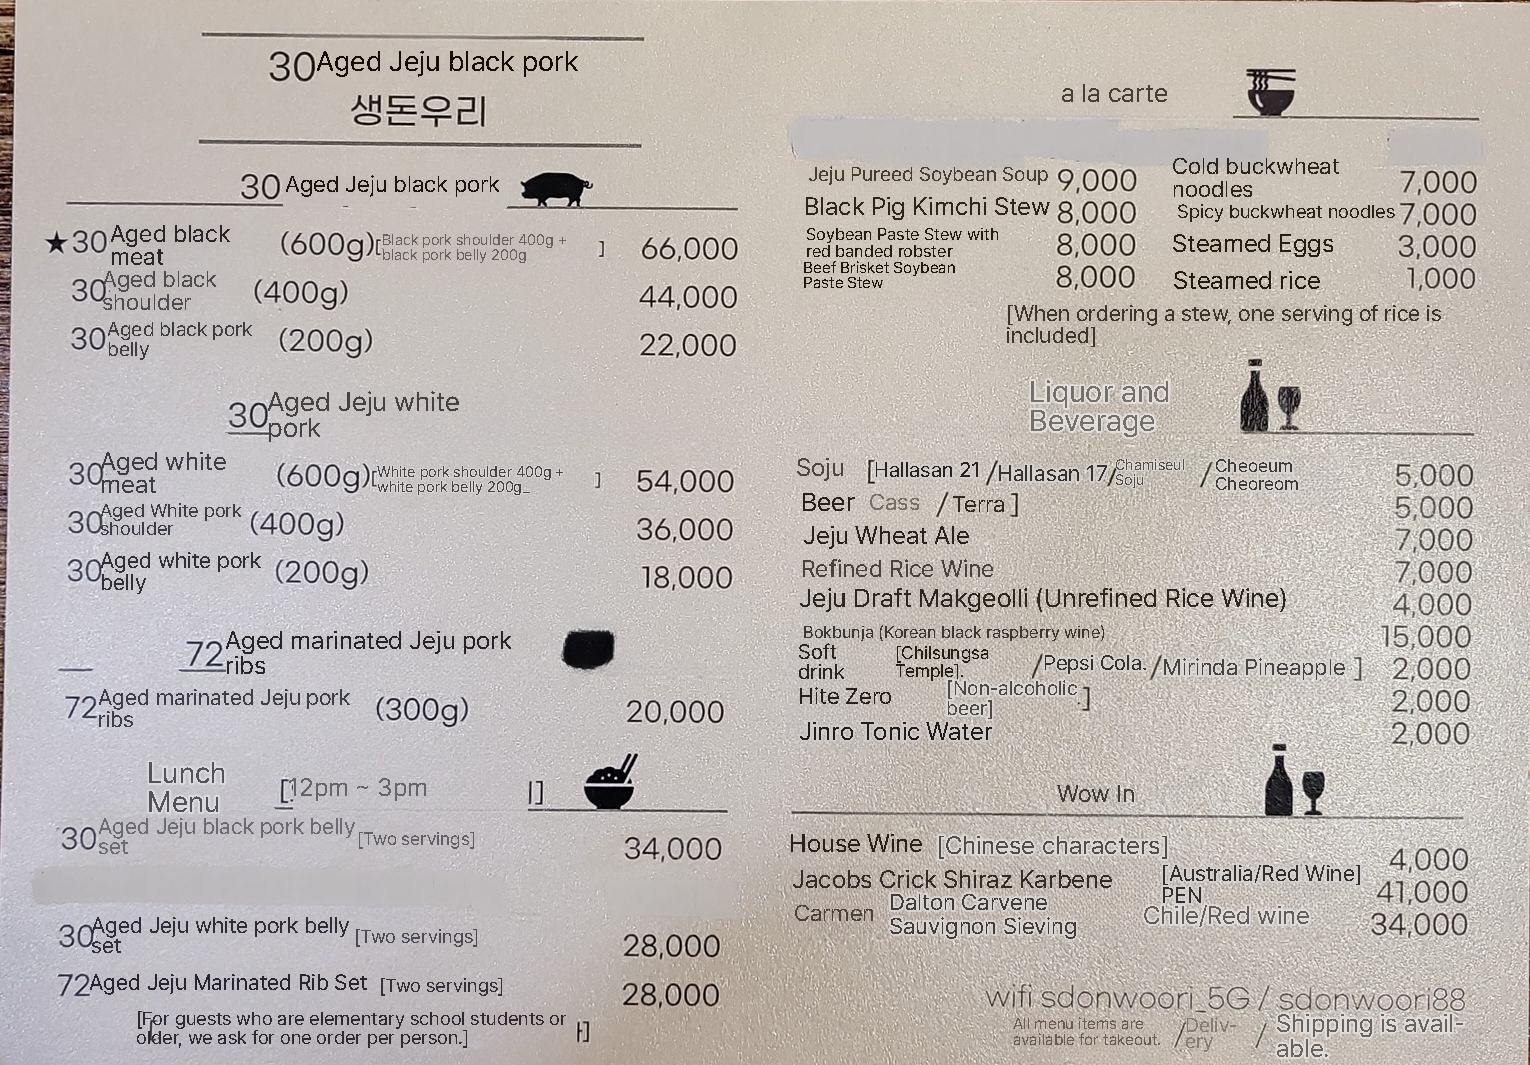 30Aged Jeju black pork
생돈우리
30 Aged Jeju black pork
★30 Aged black meat (600g)[Black pork shoulder 400g + black pork belly 200g ] 66,000
30 Aged black shoulder (400g) 44,000
30 Aged black pork belly (200g) 22,000
30 Aged Jeju white pork
30 Aged white meat (600g)[White pork shoulder 400g + white pork belly 200g_ ] 54,000
30 Aged White pork shoulder (400g) 36,000
30 Aged white pork belly (200g) 18,000
72 Aged marinated Jeju pork ribs
72 Aged marinated Jeju pork ribs (300g) 20,000
Lunch Menu [12pm ~ 3pm ]
30 Aged Jeju black pork belly set [Two servings] 34,000
30 Aged Jeju white pork belly set [Two servings] 28,000
72 Aged Jeju Marinated Rib Set [Two servings] 28,000
[For guests who are elementary school students or
older, we ask for one order per person.]
a la carte
Jeju Pureed Soybean Soup 9,000
Black Pig Kimchi Stew 8,000
Soybean Paste Stew with red banded robster 8,000
Beef Brisket Soybean Paste Stew 8,000
Cold buckwheat noodles 7,000
Spicy buckwheat noodles 7,000
Steamed Eggs 3,000
Steamed rice 1,000
[When ordering a stew, one serving of rice is
included]
Liquor and
Beverage
Soju [Hallasan 21 /Hallasan 17/Chamiseul Soju /Cheoeum Cheoreom 5,000
Beer Cass / Terra ] 5,000
Jeju Wheat Ale 7,000
Refined Rice Wine 7,000
Jeju Draft Makgeolli (Unrefined Rice Wine) 4,000
Bokbunja (Korean black raspberry wine) 15,000
Soft drink [Chilsungsa Temple]. /Pepsi Cola. /Mirinda Pineapple ] 2,000
Hite Zero [Non-alcoholic beer] ] 2,000
Jinro Tonic Water 2,000
Wow In
House Wine [Chinese characters] 4,000
Jacobs Crick Shiraz Karbene [Australia/Red Wine] PEN 41,000
Carmen Dalton Carvene Sauvignon Sieving Chile/Red wine 34,000
wifi sdonwoori_5G / sdonwoori88
All menu items are available for takeout. /Deliv-ery / Shipping is avail-able.